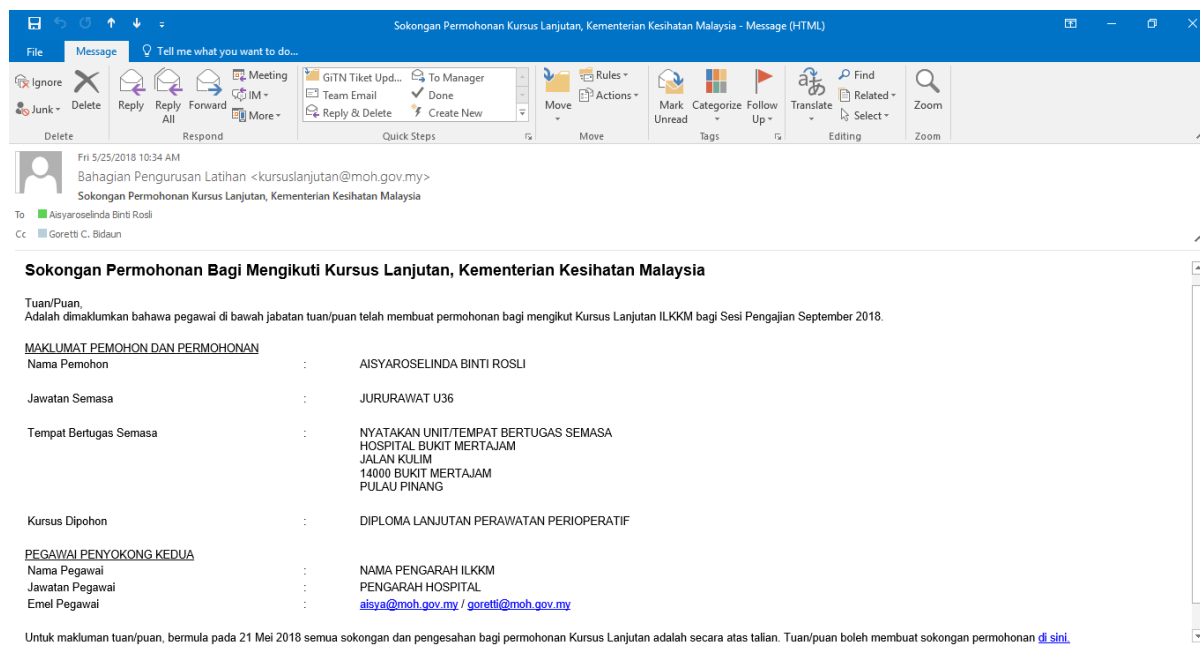 Sokongan Permohonan Kursus Lanjutan, Kementerian Kesihatan Malaysia - Message (HTML)
File Message Tell me what you want to do...
Ignore
Junk
Delete
Reply
Reply All
Forward
Meeting
IM
More
GiTN Tiket Upd...
Team Email
Reply & Delete
To Manager
Done
Create New
Move
Rules
Actions
Mark Unread
Categorize
Follow Up
Translate
Find
Related
Select
Zoom
Delete Respond Quick Steps Move Tags Editing Zoom
Fri 5/25/2018 10:34 AM
Bahagian Pengurusan Latihan <kursuslanjutan@moh.gov.my>
Sokongan Permohonan Kursus Lanjutan, Kementerian Kesihatan Malaysia
To Aisyaroselinda Binti Rosli
Cc Goretti C. Bidaun
Sokongan Permohonan Bagi Mengikuti Kursus Lanjutan, Kementerian Kesihatan Malaysia
Tuan/Puan,
Adalah dimaklumkan bahawa pegawai di bawah jabatan tuan/puan telah membuat permohonan bagi mengikut Kursus Lanjutan ILKKM bagi Sesi Pengajian September 2018.
MAKLUMAT PEMOHON DAN PERMOHONAN
Nama Pemohon : AISYAROSELINDA BINTI ROSLI
Jawatan Semasa : JURURAWAT U36
Tempat Bertugas Semasa : NYATAKAN UNIT/TEMPAT BERTUGAS SEMASA
HOSPITAL BUKIT MERTAJAM
JALAN KULIM
14000 BUKIT MERTAJAM
PULAU PINANG
Kursus Dipohon : DIPLOMA LANJUTAN PERAWATAN PERIOPERATIF
PEGAWAI PENYOKONG KEDUA
Nama Pegawai : NAMA PENGARAH ILKKM
Jawatan Pegawai : PENGARAH HOSPITAL
Emel Pegawai : aisya@moh.gov.my / goretti@moh.gov.my
Untuk makluman tuan/puan, bermula pada 21 Mei 2018 semua sokongan dan pengesahan bagi permohonan Kursus Lanjutan adalah secara atas talian. Tuan/puan boleh membuat sokongan permohonan di sini.